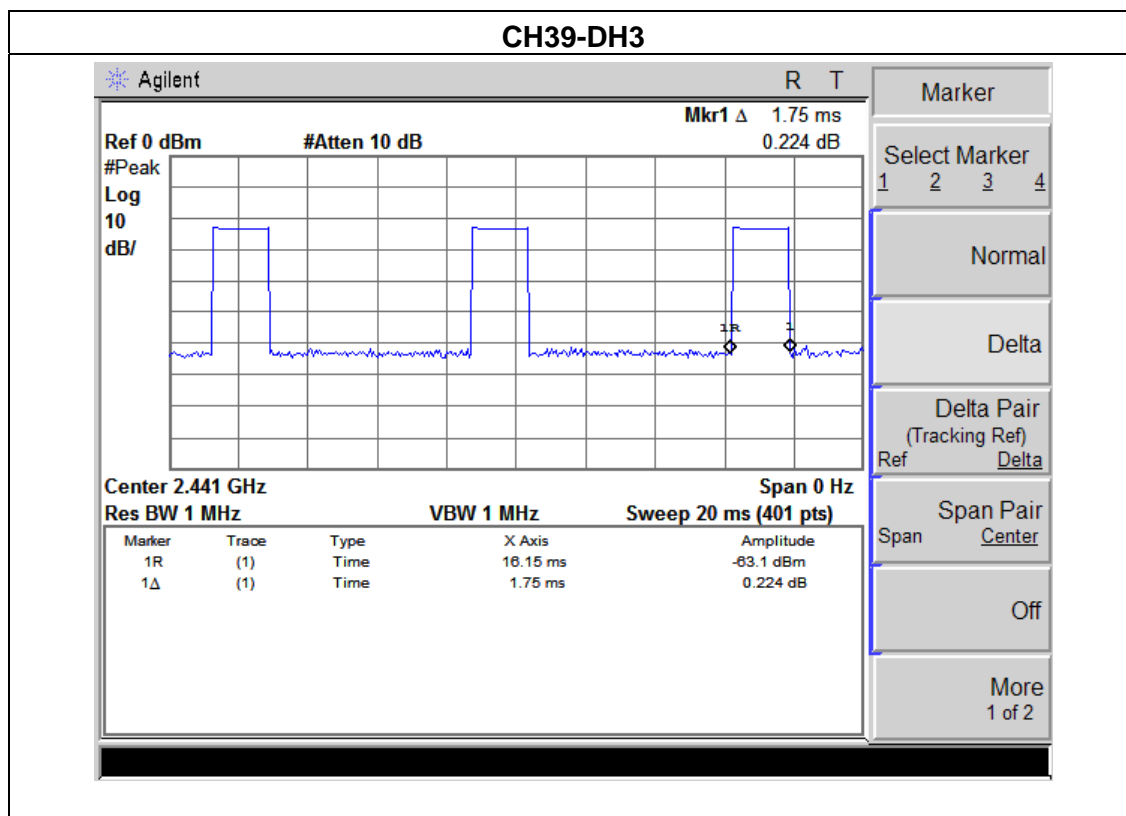 CH39-DH3
Agilent R T
Mkr1 Δ 1.75 ms
Ref 0 dBm #Atten 10 dB 0.224 dB
#Peak
Log
10
dB/
1R 1
Center 2.441 GHz Span 0 Hz
Res BW 1 MHz VBW 1 MHz Sweep 20 ms (401 pts)
Marker Trace Type X Axis Amplitude
1R (1) Time 16.15 ms -63.1 dBm
1Δ (1) Time 1.75 ms 0.224 dB
Marker
Select Marker
1 2 3 4
Normal
Delta
Delta Pair
(Tracking Ref)
Ref Delta
Span Pair
Span Center
Off
More
1 of 2